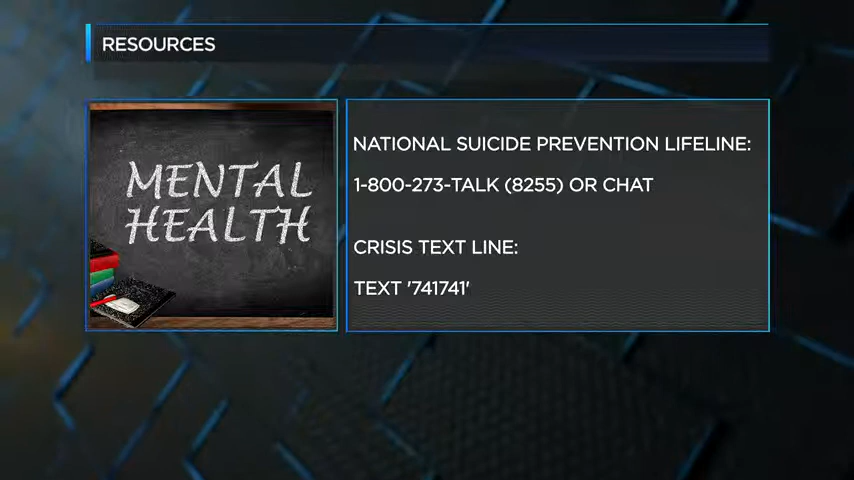 RESOURCES
MENTAL
HEALTH
NATIONAL SUICIDE PREVENTION LIFELINE:
1-800-273-TALK (8255) OR CHAT
CRISIS TEXT LINE:
TEXT '741741'